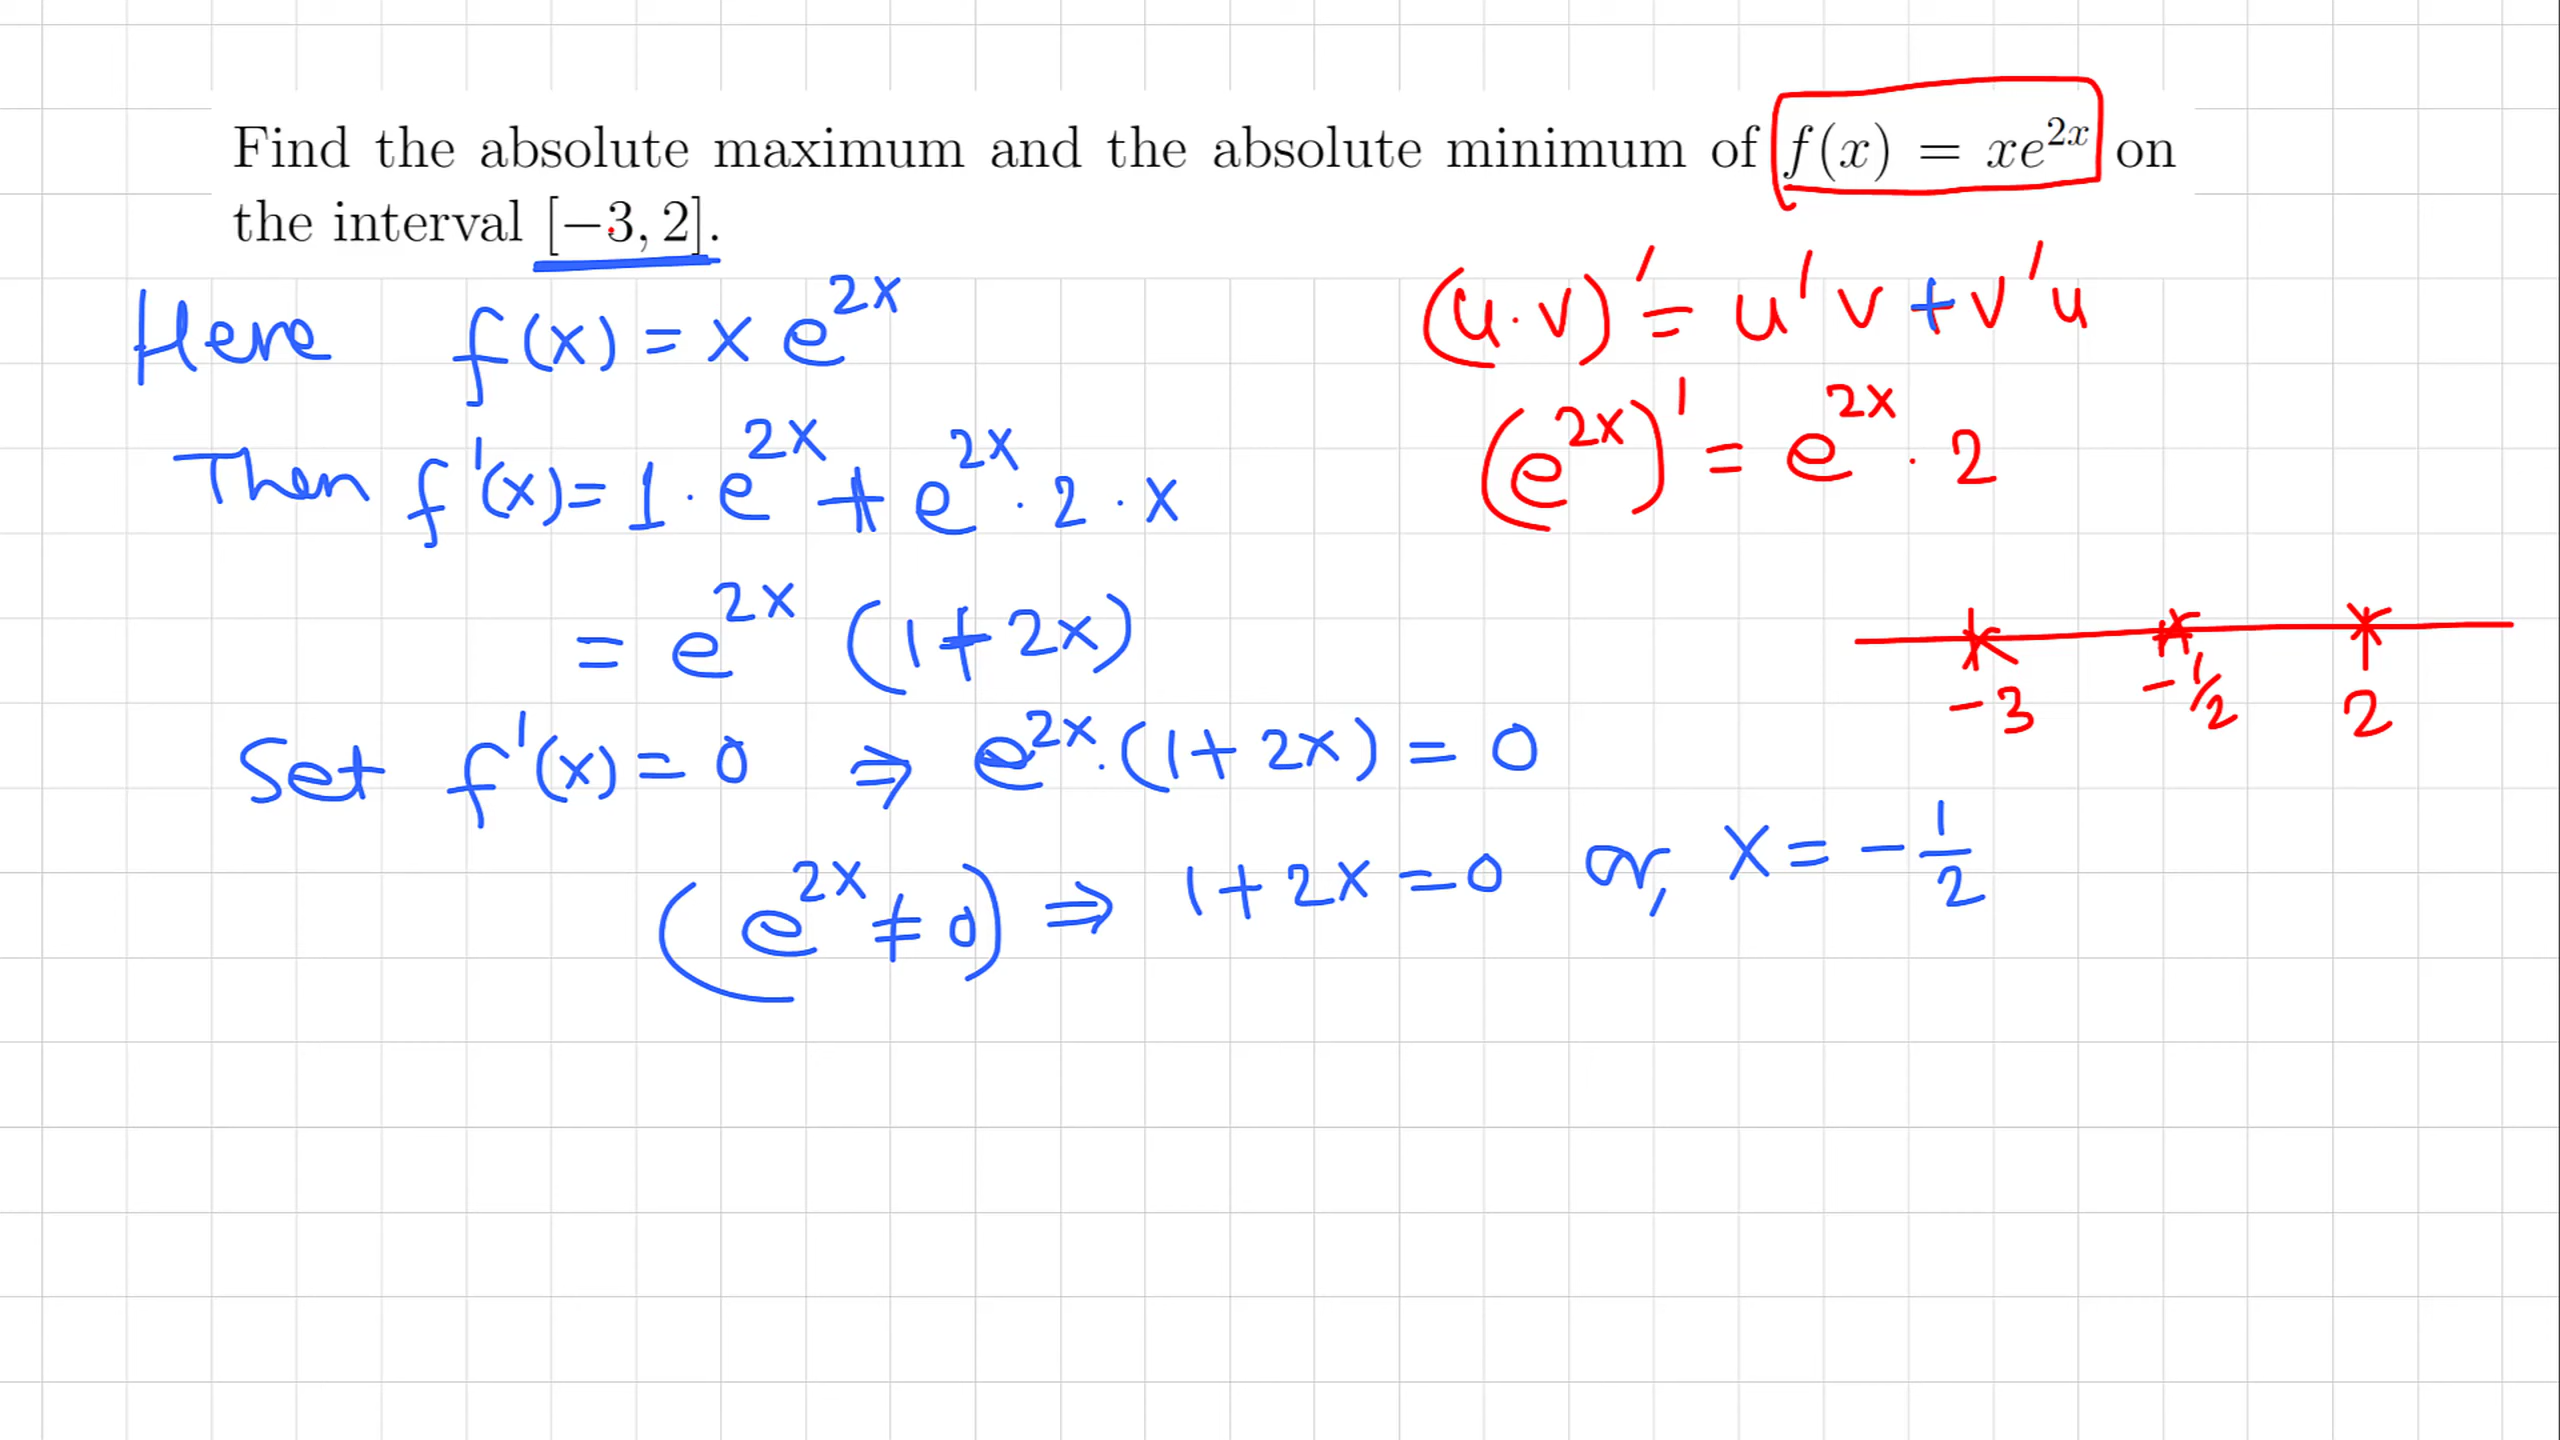 Find the absolute maximum and the absolute minimum of f(x) = xe^{2x} on
the interval [−3, 2].
Here f(x) = x e^{2x}
(u·v)' = u'v + v'u
Then f'(x) = 1 · e^{2x} + e^{2x} · 2 · x
(e^{2x})' = e^{2x} · 2
= e^{2x} (1+2x)
-3 -1/2 2
Set f'(x) = 0 ⇒ e^{2x} · (1+2x) = 0
(e^{2x} ≠ 0) ⇒ 1+2x = 0 or, x = -1/2